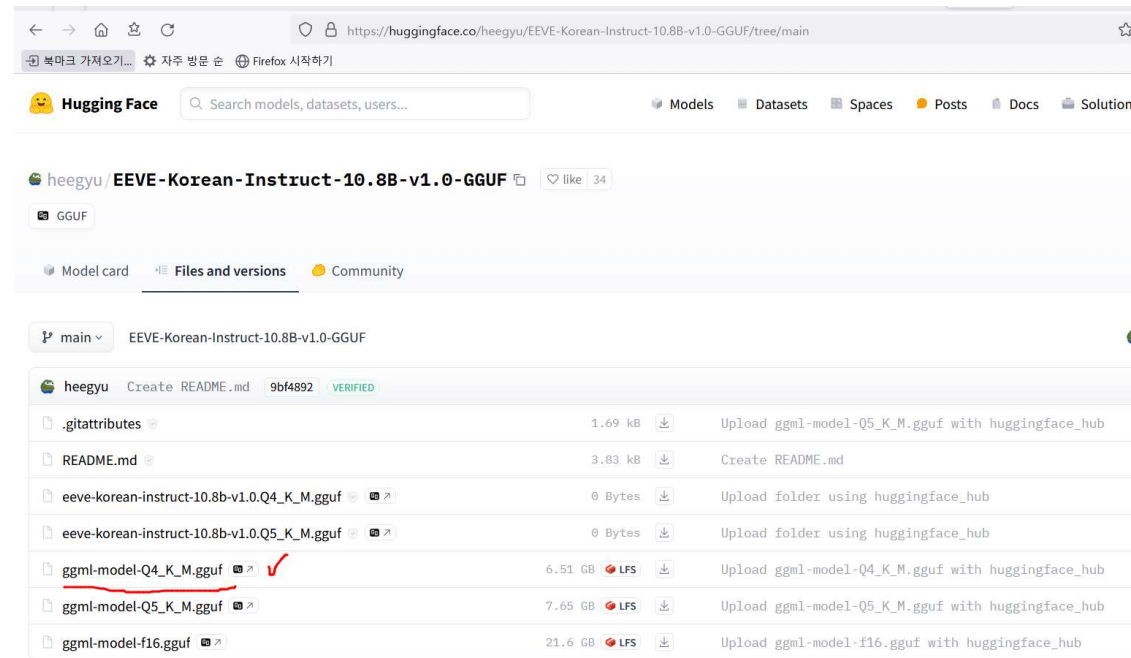 https://huggingface.co/heegyu/EEVE-Korean-Instruct-10.8B-v1.0-GGUF/tree/main
북마크 가져오기... 자주 방문 순 Firefox 시작하기
Hugging Face Search models, datasets, users... Models Datasets Spaces Posts Docs Solution
heegyu/EEVE-Korean-Instruct-10.8B-v1.0-GGUF like 34
GGUF
Model card Files and versions Community
main EEVE-Korean-Instruct-10.8B-v1.0-GGUF
heegyu Create README.md 9bf4892 VERIFIED
.gitattributes 1.69 kB Upload ggml-model-Q5_K_M.gguf with huggingface_hub
README.md 3.83 kB Create README.md
eeve-korean-instruct-10.8b-v1.0.Q4_K_M.gguf 0 Bytes Upload folder using huggingface_hub
eeve-korean-instruct-10.8b-v1.0.Q5_K_M.gguf 0 Bytes Upload folder using huggingface_hub
ggml-model-Q4_K_M.gguf 6.51 GB LFS Upload ggml-model-Q4_K_M.gguf with huggingface_hub
ggml-model-Q5_K_M.gguf 7.65 GB LFS Upload ggml-model-Q5_K_M.gguf with huggingface_hub
ggml-model-f16.gguf 21.6 GB LFS Upload ggml-model-f16.gguf with huggingface_hub